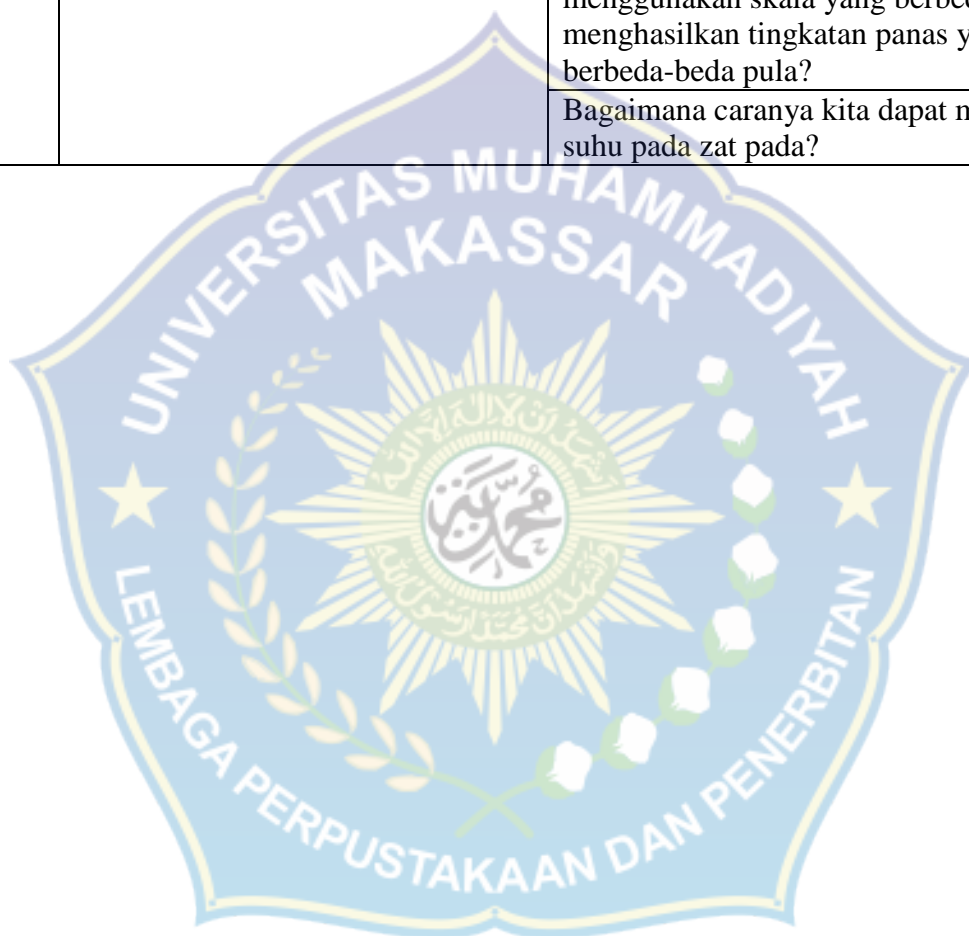 menggunakan skala yang
menghasilkan tingkatan panas
berbeda-beda pula?
Bagaimana caranya kita dapat
suhu pada zat pada?
UNIVERSITAS MUHAMMADIYAH
MAKASSAR
LEMBAGA PERPUSTAKAAN DAN PENERBITAN